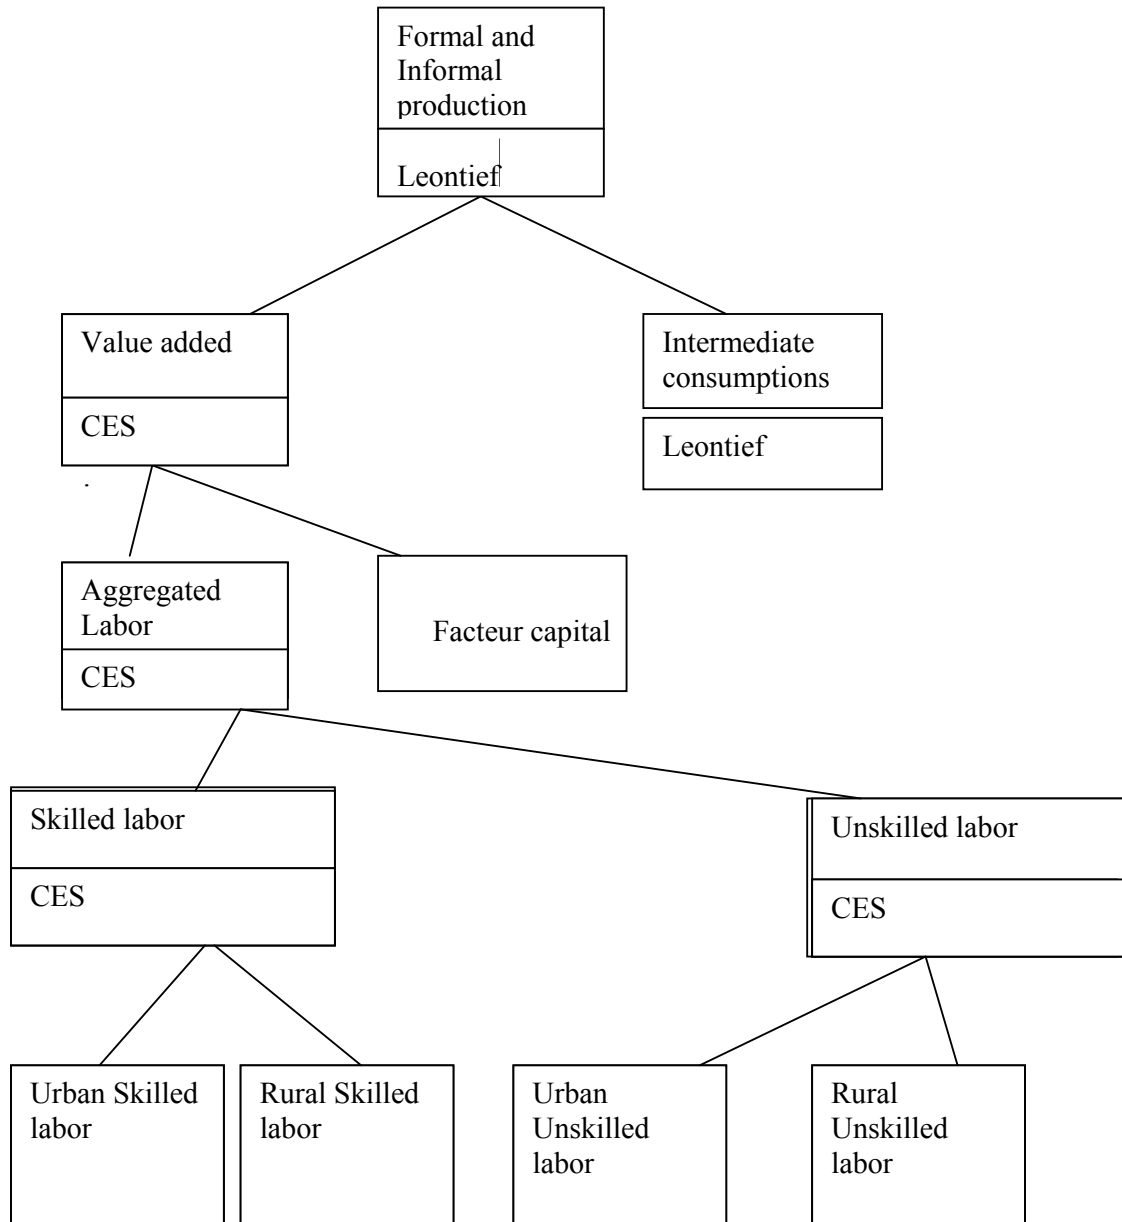 Formal and
Informal
production
Leontief
Value added
CES
Intermediate
consumptions
Leontief
Aggregated
Labor
CES
Facteur capital
Skilled labor
CES
Unskilled labor
CES
Urban Skilled
labor
Rural Skilled
labor
Urban
Unskilled
labor
Rural
Unskilled
labor